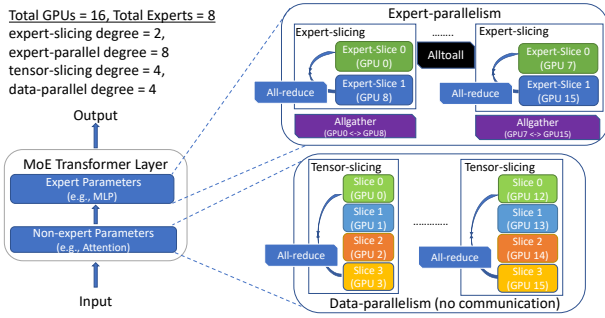 Total GPUs = 16, Total Experts = 8
expert-slicing degree = 2,
expert-parallel degree = 8
tensor-slicing degree = 4,
data-parallel degree = 4
Output
MoE Transformer Layer
Expert Parameters
(e.g., MLP)
Non-expert Parameters
(e.g., Attention)
Input
Expert-parallelism
Expert-slicing
Expert-Slice 0
(GPU 0)
All-reduce
Expert-Slice 1
(GPU 8)
Allgather
(GPU0 <-> GPU8)
..........
Alltoall
Expert-slicing
Expert-Slice 0
(GPU 7)
All-reduce
Expert-Slice 1
(GPU 15)
Allgather
(GPU7 <-> GPU15)
Tensor-slicing
Slice 0
(GPU 0)
Slice 1
(GPU 1)
Slice 2
(GPU 2)
All-reduce
Slice 3
(GPU 3)
............
Tensor-slicing
Slice 0
(GPU 12)
Slice 1
(GPU 13)
Slice 2
(GPU 14)
All-reduce
Slice 3
(GPU 15)
Data-parallelism (no communication)